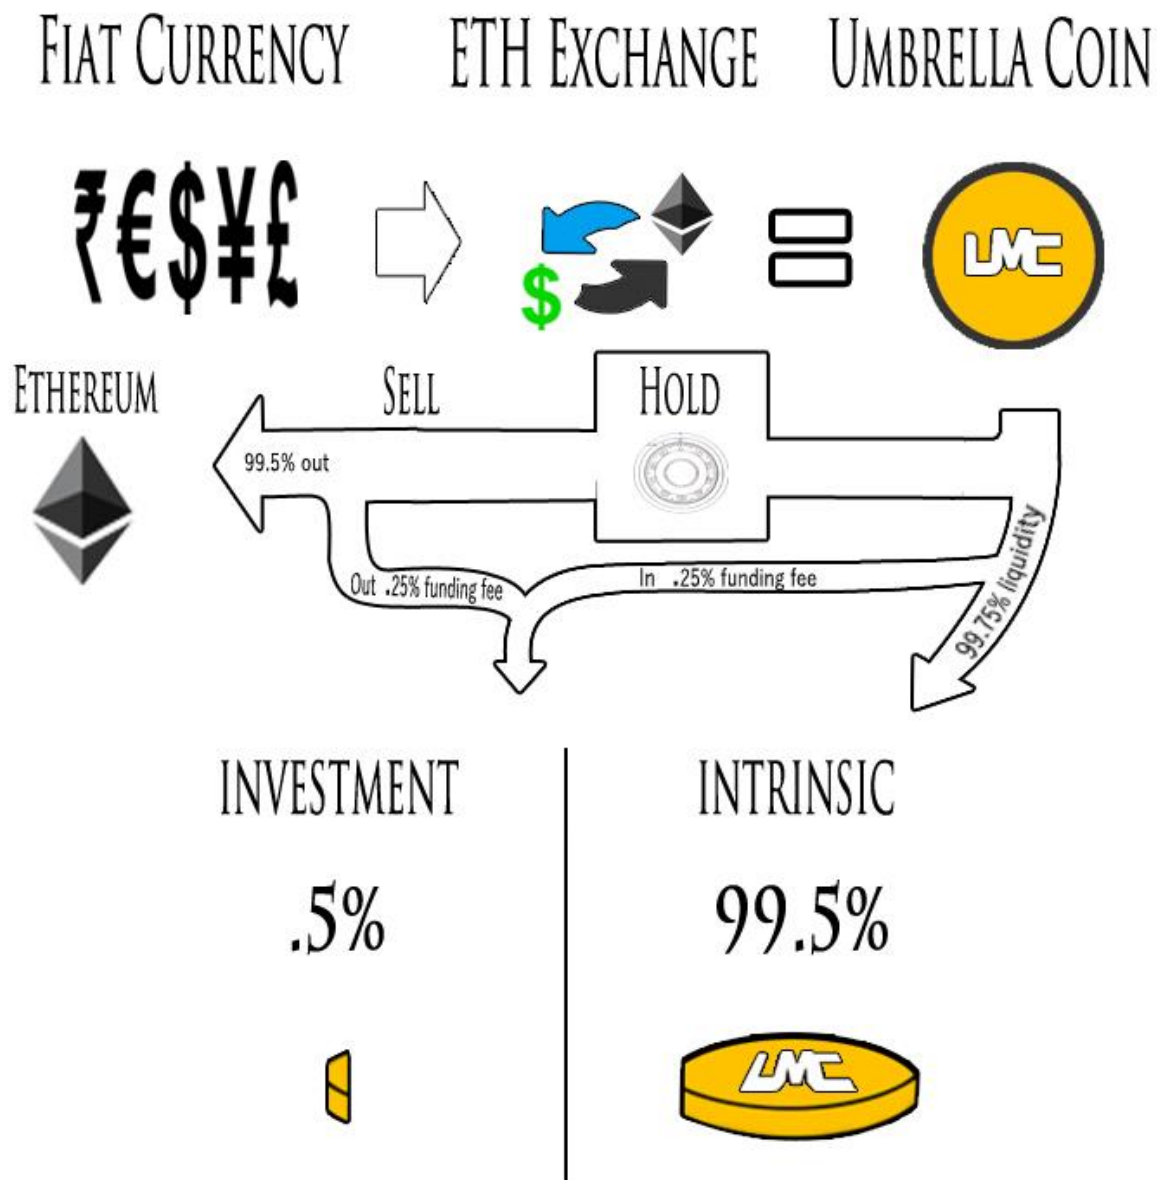 FIAT CURRENCY
ETH EXCHANGE
UMBRELLA COIN
₹€$¥£
$
UMC
ETHEREUM
SELL
HOLD
99.5% out
99.75% liquidity
Out .25% funding fee
In .25% funding fee
INVESTMENT
INTRINSIC
.5%
99.5%
UMC